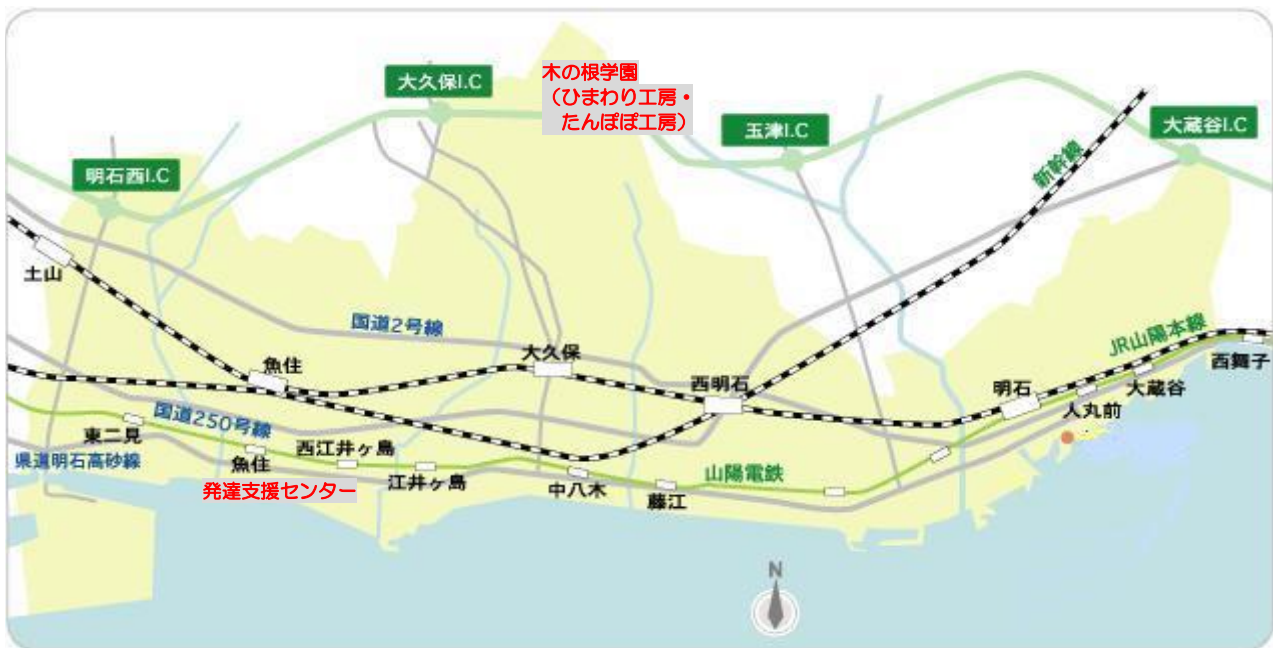 木の根学園
（ひまわり工房・
たんぽぽ工房）
大久保I.C
玉津I.C
大蔵谷I.C
明石西I.C
新幹線
土山
国道2号線
JR山陽本線
大久保
魚住
西明石
明石
西舞子
大蔵谷
人丸前
国道250号線
東二見
西江井ヶ島
県道明石高砂線
魚住
江井ヶ島
山陽電鉄
中八木
藤江
発達支援センター
N